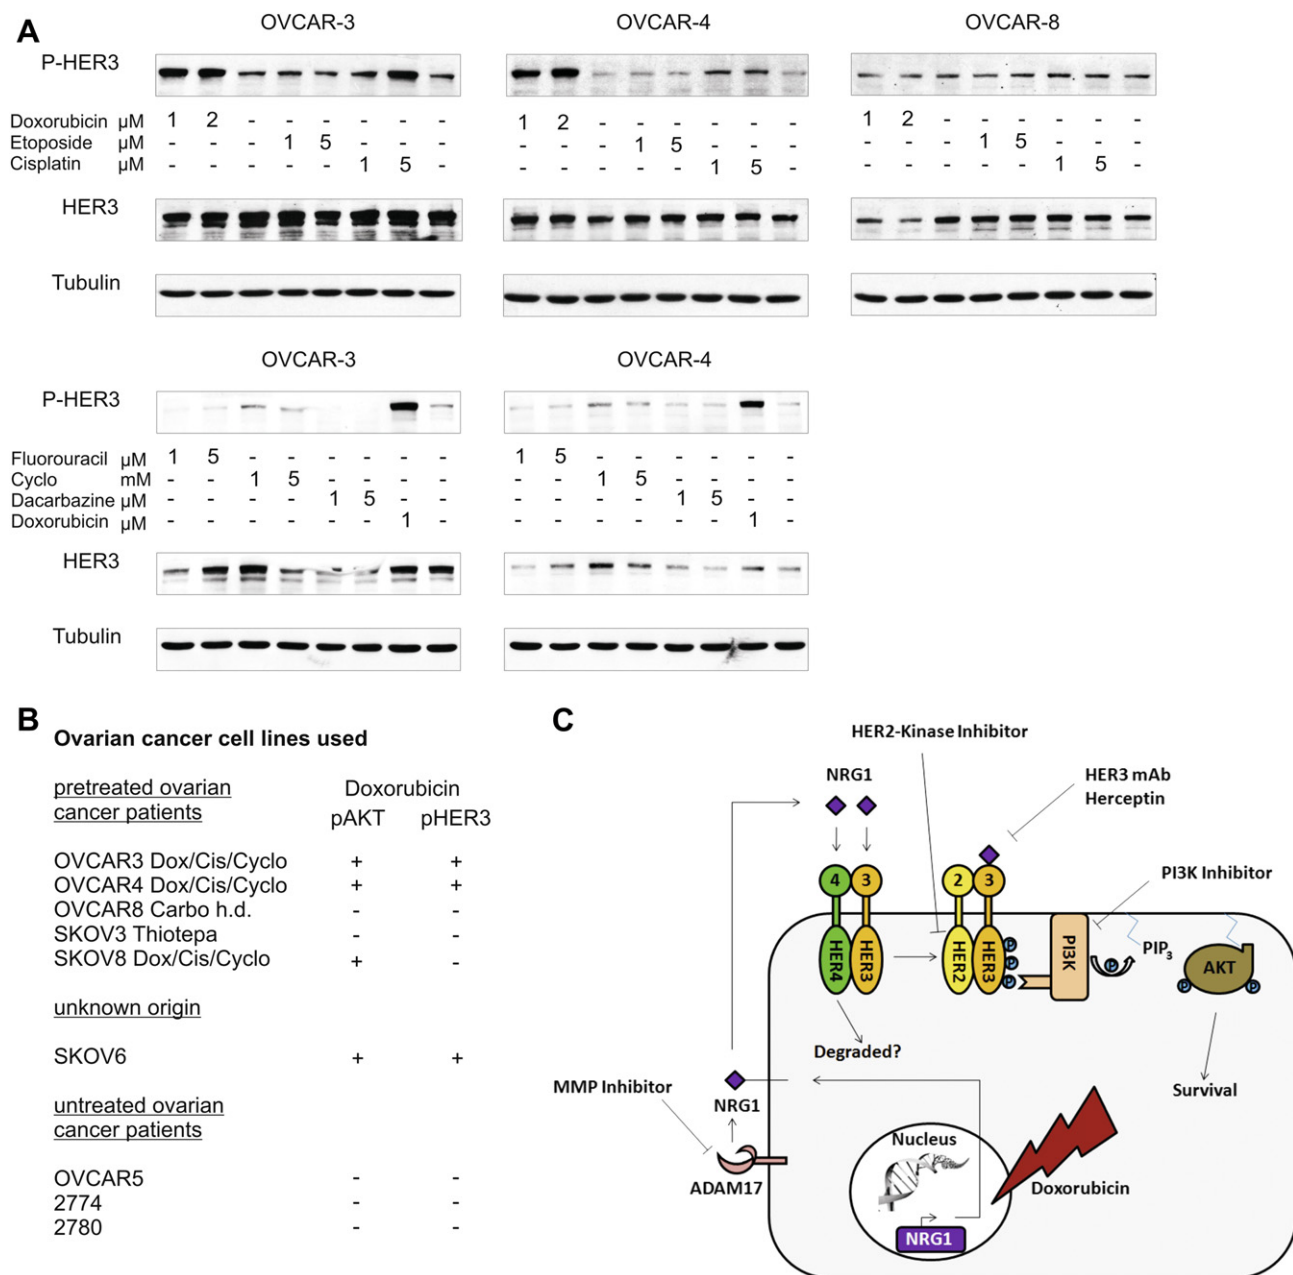 A
OVCAR-3 OVCAR-4 OVCAR-8
P-HER3
Doxorubicin µM 1 2 - - - - - - 1 2 - - - - - - 1 2 - - - - - -
Etoposide µM - - - 1 5 - - - - - - 1 5 - - - - - - 1 5 - - -
Cisplatin µM - - - - - 1 5 - - - - - - 1 5 - - - - - - 1 5 -
HER3
Tubulin
OVCAR-3 OVCAR-4
P-HER3
Fluorouracil µM 1 5 - - - - - - 1 5 - - - - - -
Cyclo mM - - 1 5 - - - - - - 1 5 - - - -
Dacarbazine µM - - - - 1 5 - - - - - - 1 5 - -
Doxorubicin µM - - - - - - 1 - - - - - - - 1 -
HER3
Tubulin
B
Ovarian cancer cell lines used
pretreated ovarian Doxorubicin
cancer patients pAKT pHER3
OVCAR3 Dox/Cis/Cyclo + +
OVCAR4 Dox/Cis/Cyclo + +
OVCAR8 Carbo h.d. - -
SKOV3 Thiotepa - -
SKOV8 Dox/Cis/Cyclo + -
unknown origin
SKOV6 + +
untreated ovarian
cancer patients
OVCAR5 - -
2774 - -
2780 - -
C
HER2-Kinase Inhibitor
NRG1
HER3 mAb
Herceptin
4 3 2 3
PI3K Inhibitor
HER4 HER3 HER2 HER3
P P P
PI3K
P
PIP3
AKT
P P
Degraded?
Survival
MMP Inhibitor
NRG1
ADAM17
Nucleus
Doxorubicin
NRG1